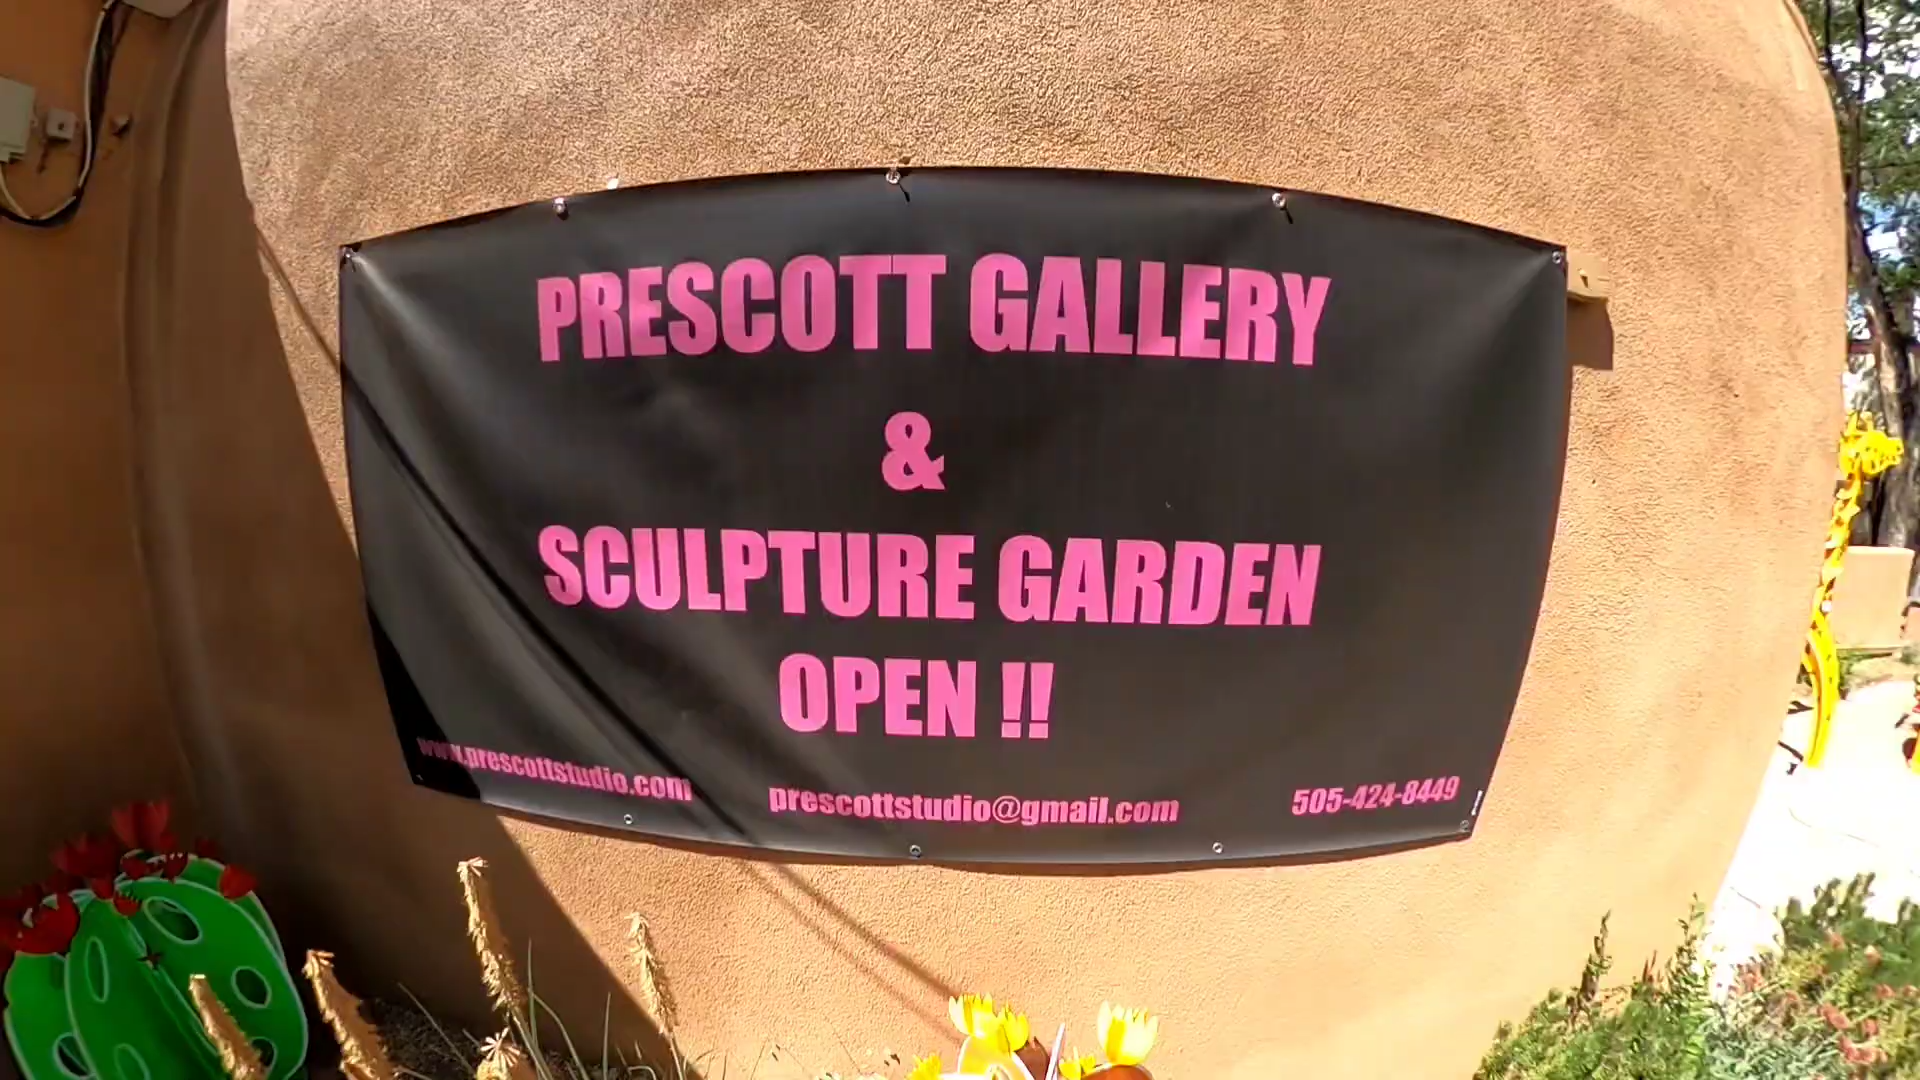 PRESCOTT GALLERY
&
SCULPTURE GARDEN
OPEN !!
www.prescottstudio.com prescottstudio@gmail.com 505-424-8449